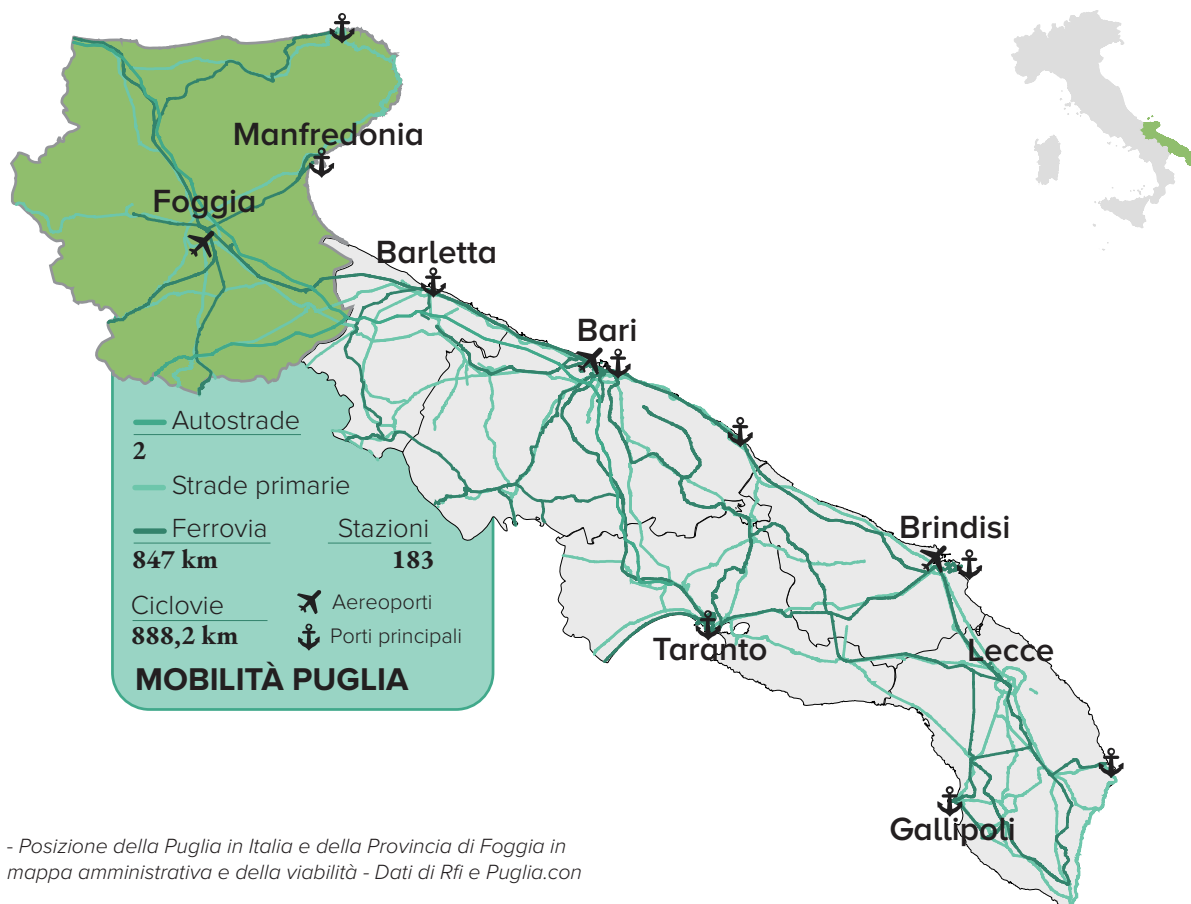 Manfredonia
Foggia
Barletta
Bari
Brindisi
Taranto
Lecce
Gallipoli
Autostrade
2
Strade primarie
Ferrovia
847 km
Stazioni
183
Ciclovie
888,2 km
Aereoporti
Porti principali
MOBILITÀ PUGLIA
- Posizione della Puglia in Italia e della Provincia di Foggia in
mappa amministrativa e della viabilità - Dati di Rfi e Puglia.con